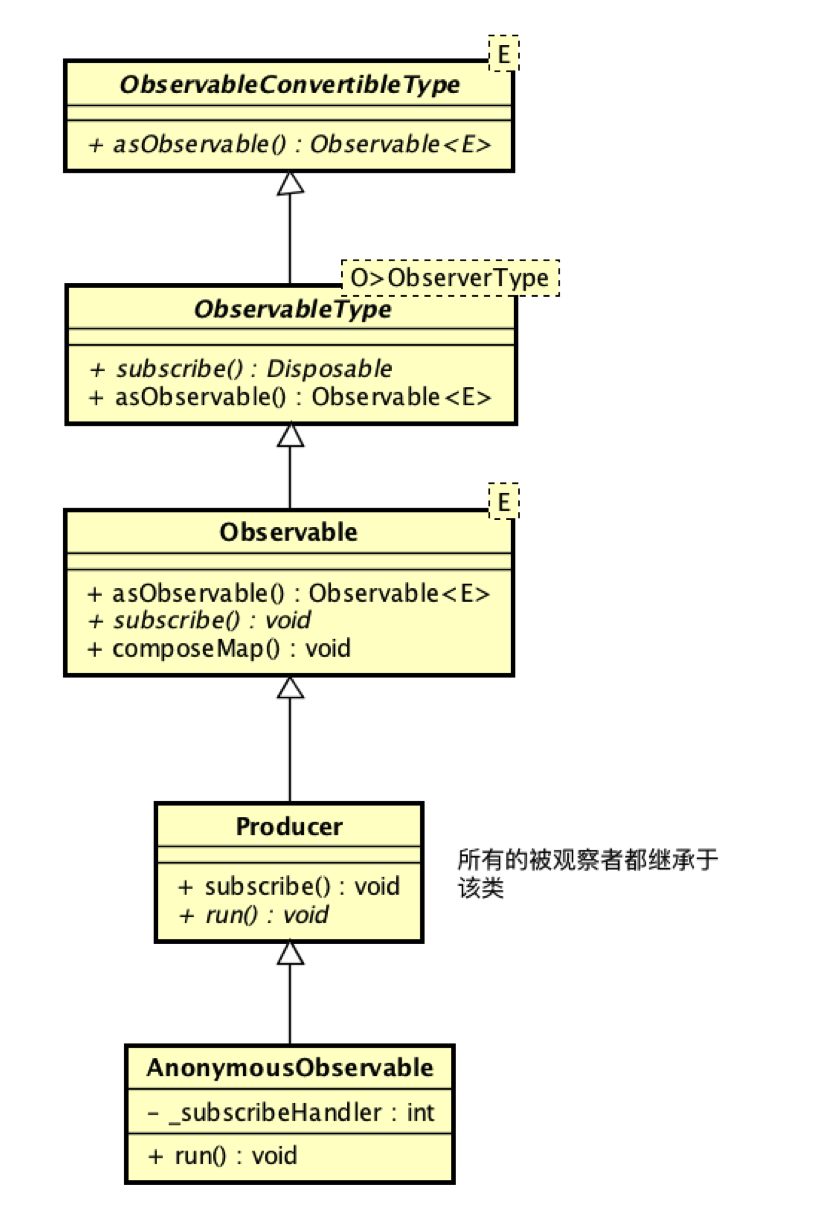 E
ObservableConvertibleType
+ asObservable() : Observable<E>
O>ObserverType
ObservableType
+ subscribe() : Disposable
+ asObservable() : Observable<E>
E
Observable
+ asObservable() : Observable<E>
+ subscribe() : void
+ composeMap() : void
Producer
+ subscribe() : void
+ run() : void
所有的被观察者都继承于
该类
AnonymousObservable
- _subscribeHandler : int
+ run() : void